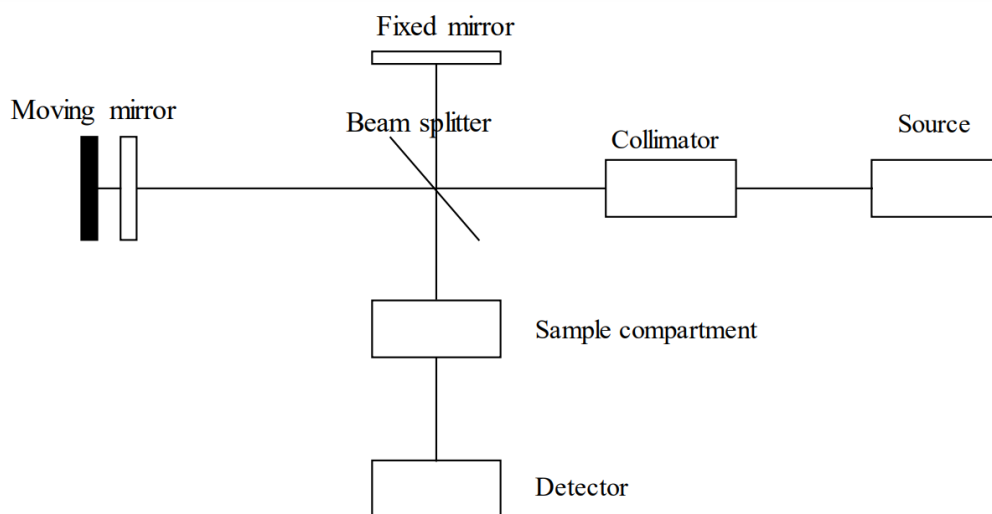 Fixed mirror
Moving mirror
Beam splitter
Collimator
Source
Sample compartment
Detector